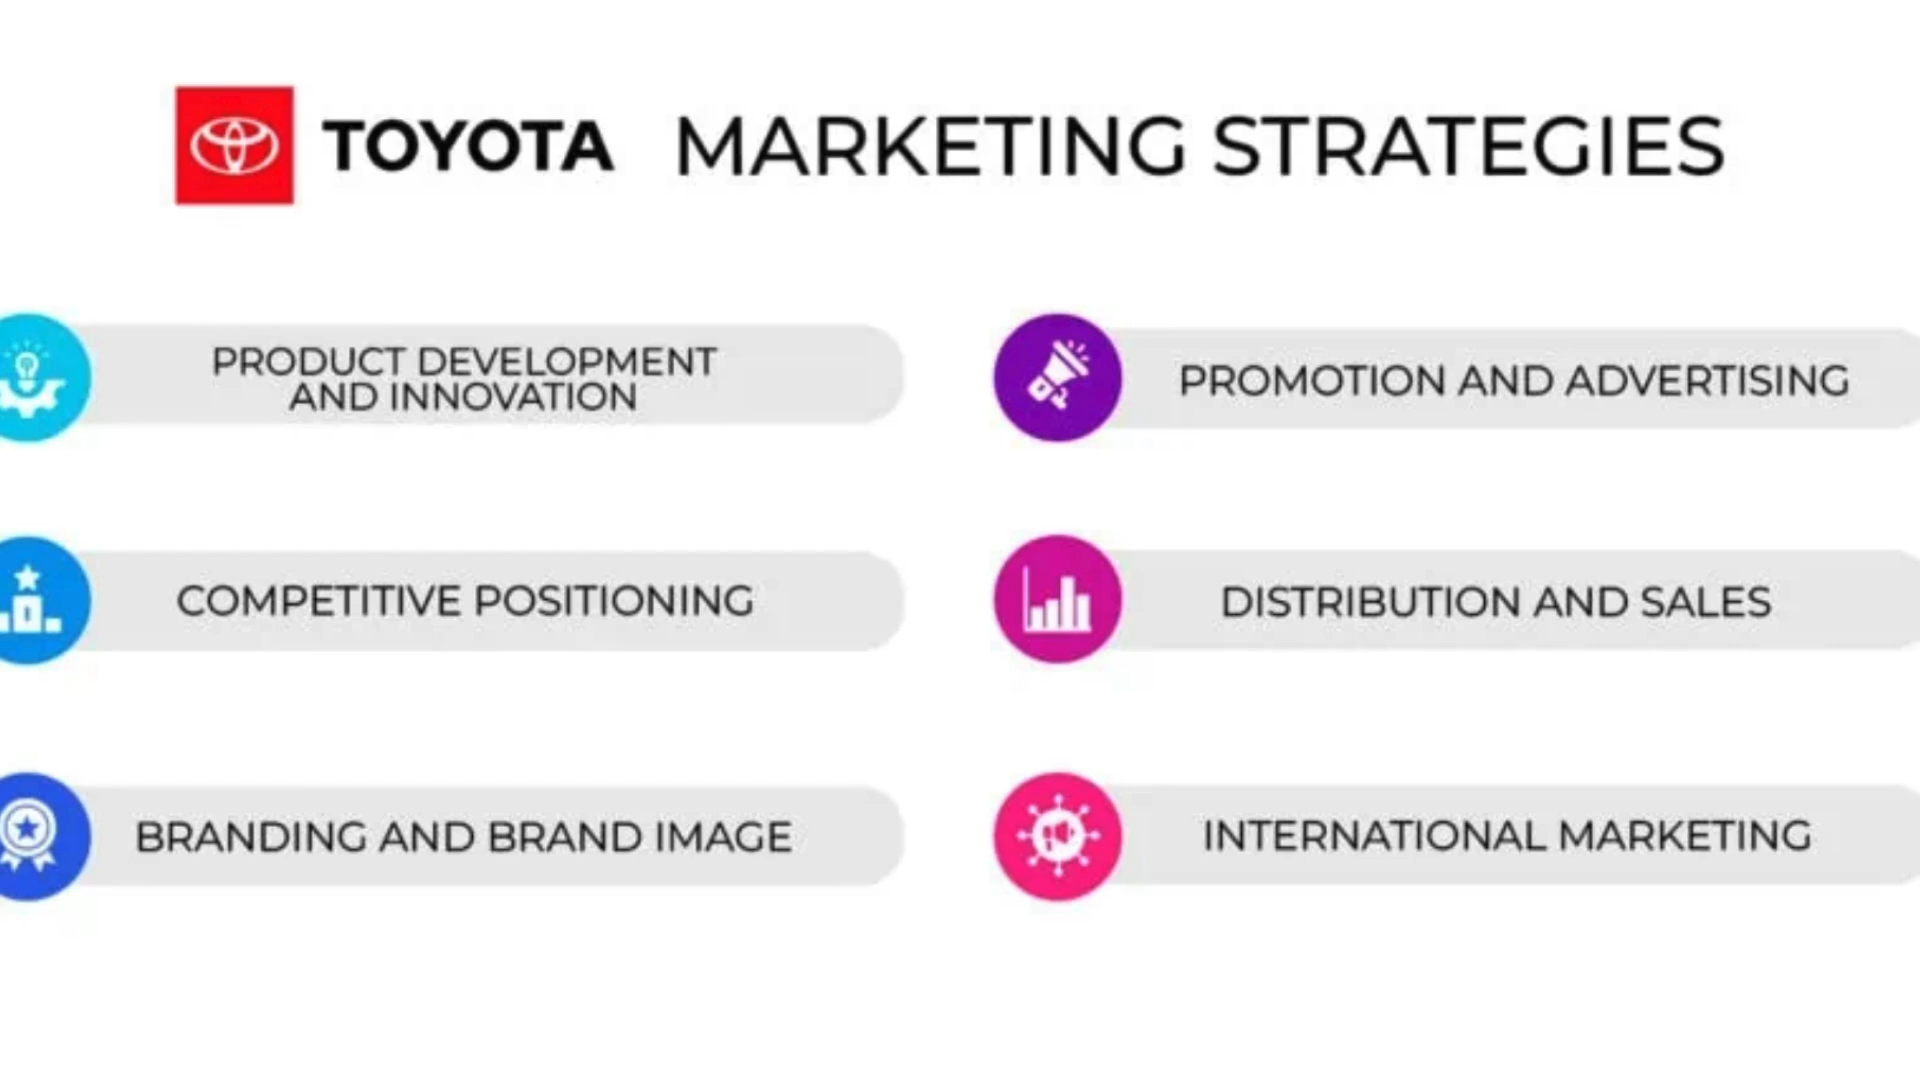 TOYOTA MARKETING STRATEGIES
PRODUCT DEVELOPMENT
AND INNOVATION
PROMOTION AND ADVERTISING
COMPETITIVE POSITIONING
DISTRIBUTION AND SALES
BRANDING AND BRAND IMAGE
INTERNATIONAL MARKETING